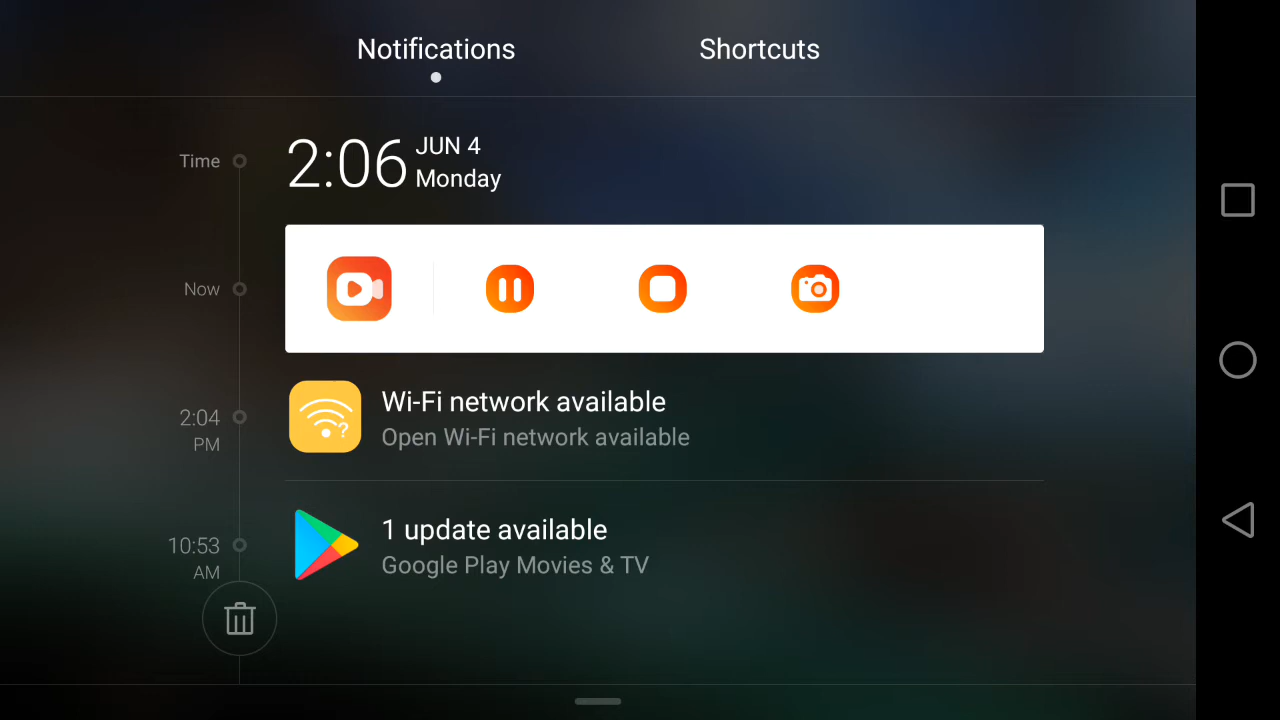 Notifications
Shortcuts
Time
2:06
JUN 4
Monday
Now
2:04
PM
Wi-Fi network available
Open Wi-Fi network available
10:53
AM
1 update available
Google Play Movies & TV